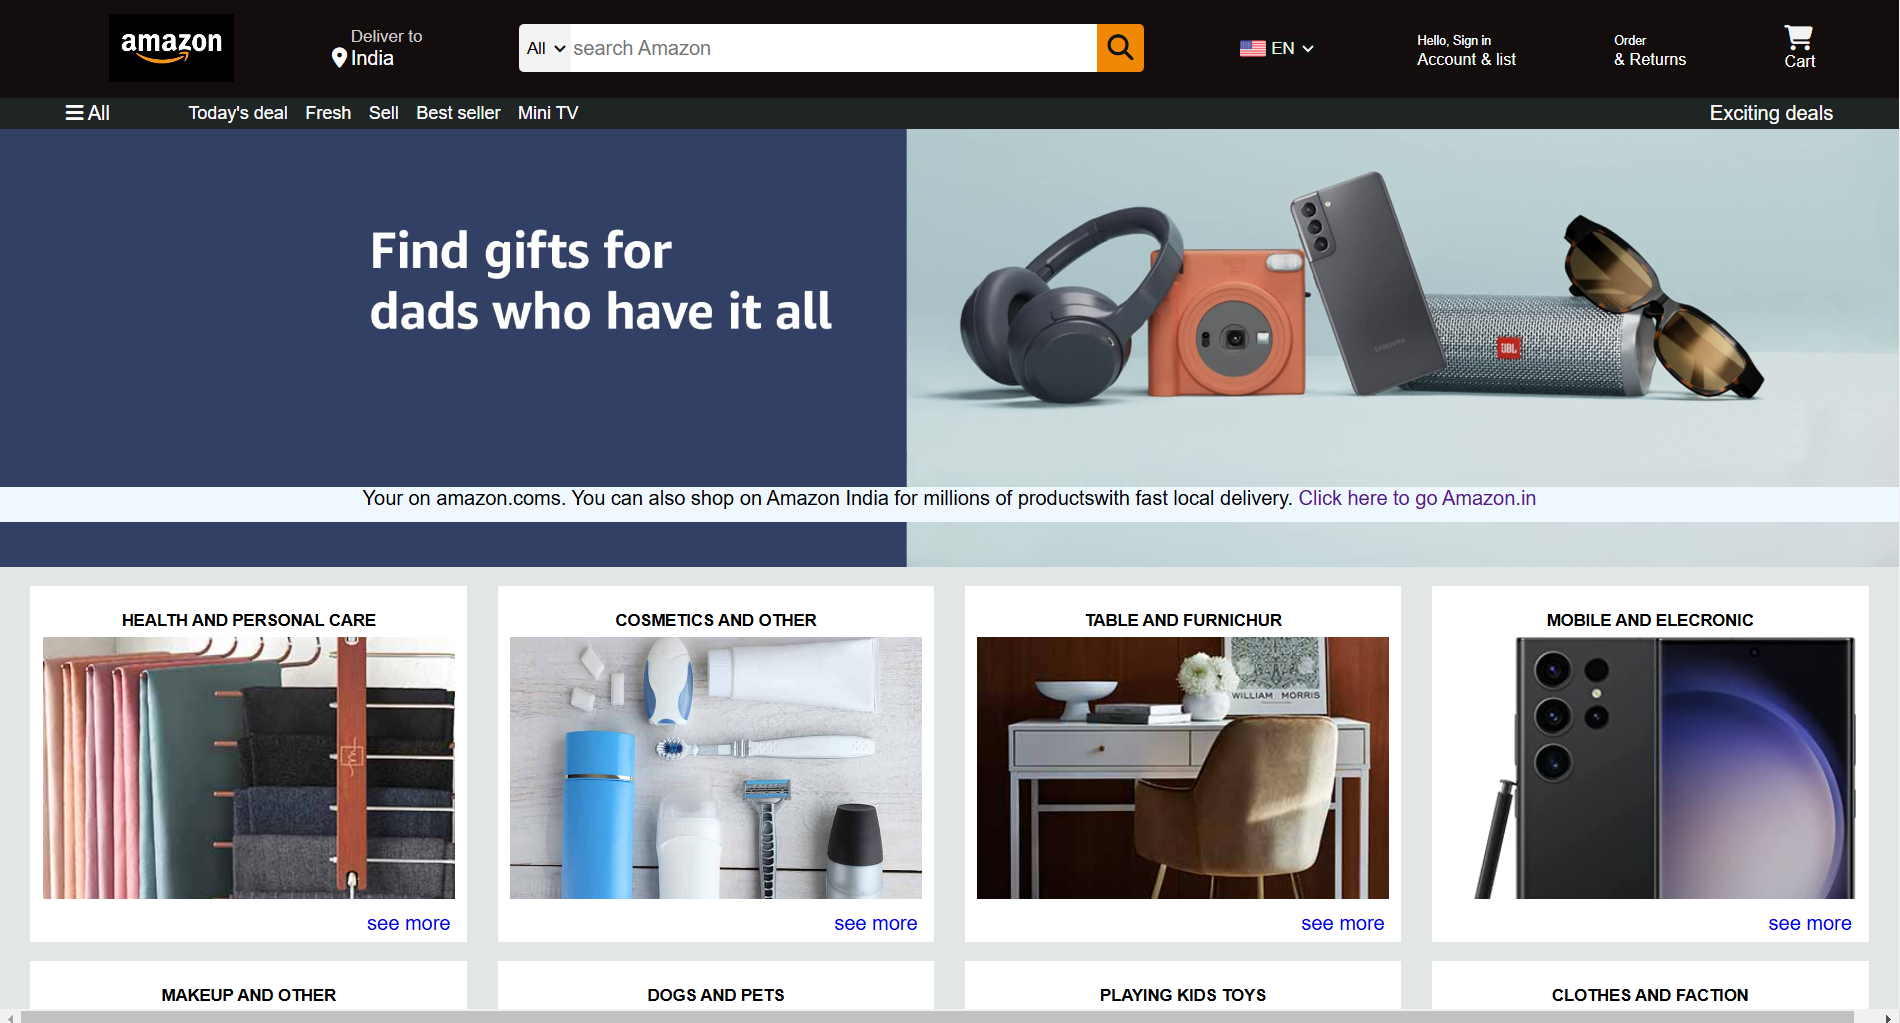 amazon
Deliver to
India
All
search Amazon
EN
Hello, Sign in
Account & list
Order
& Returns
Cart
All
Today's deal
Fresh
Sell
Best seller
Mini TV
Exciting deals
Find gifts for
dads who have it all
SAMSUNG
JBL
Your on amazon.coms. You can also shop on Amazon India for millions of productswith fast local delivery. Click here to go Amazon.in
HEALTH AND PERSONAL CARE
COSMETICS AND OTHER
TABLE AND FURNICHUR
MOBILE AND ELECRONIC
WILLIAM MORRIS
see more
see more
see more
see more
MAKEUP AND OTHER
DOGS AND PETS
PLAYING KIDS TOYS
CLOTHES AND FACTION